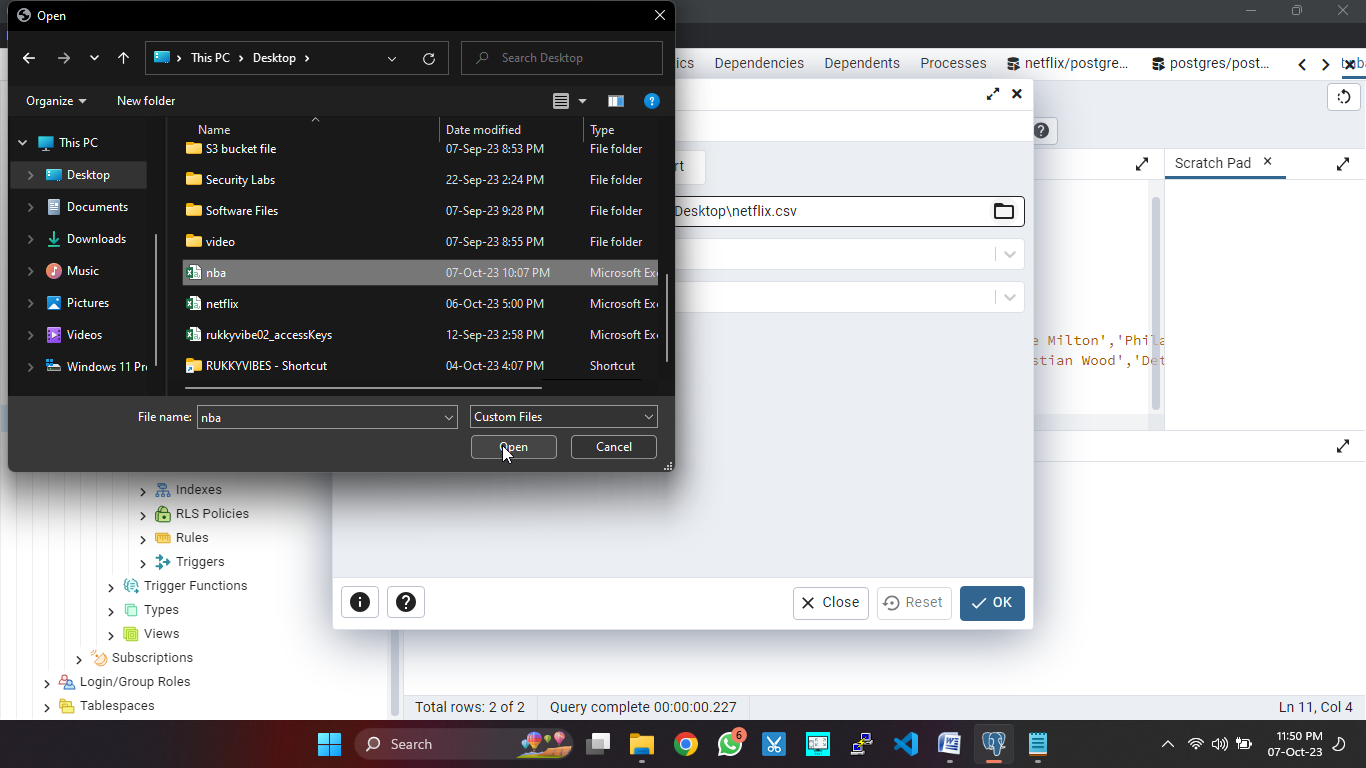 Open
This PC
Desktop
Search Desktop
Organize
New folder
Name
Date modified
Type
This PC
Desktop
Documents
Downloads
Music
Pictures
Videos
Windows 11 Pr
S3 bucket file 07-Sep-23 8:53 PM File folder
Security Labs 22-Sep-23 2:24 PM File folder
Software Files 07-Sep-23 9:28 PM File folder
video 07-Sep-23 8:55 PM File folder
nba 07-Oct-23 10:07 PM Microsoft Ex
netflix 06-Oct-23 5:00 PM Microsoft Ex
rukkyvibe02_accessKeys 12-Sep-23 2:58 PM Microsoft Ex
RUKKYVIBES - Shortcut 04-Oct-23 4:07 PM Shortcut
File name: nba
Custom Files
Open
Cancel
ics Dependencies Dependents Processes netflix/postgre... postgres/post...
rt
Scratch Pad
Desktop\netflix.csv
e Milton','Phila
stian Wood','Det
Indexes
RLS Policies
Rules
Triggers
Trigger Functions
Types
Views
Subscriptions
Login/Group Roles
Tablespaces
Close
Reset
OK
Total rows: 2 of 2 Query complete 00:00:00.227 Ln 11, Col 4
Search
6
11:50 PM
07-Oct-23